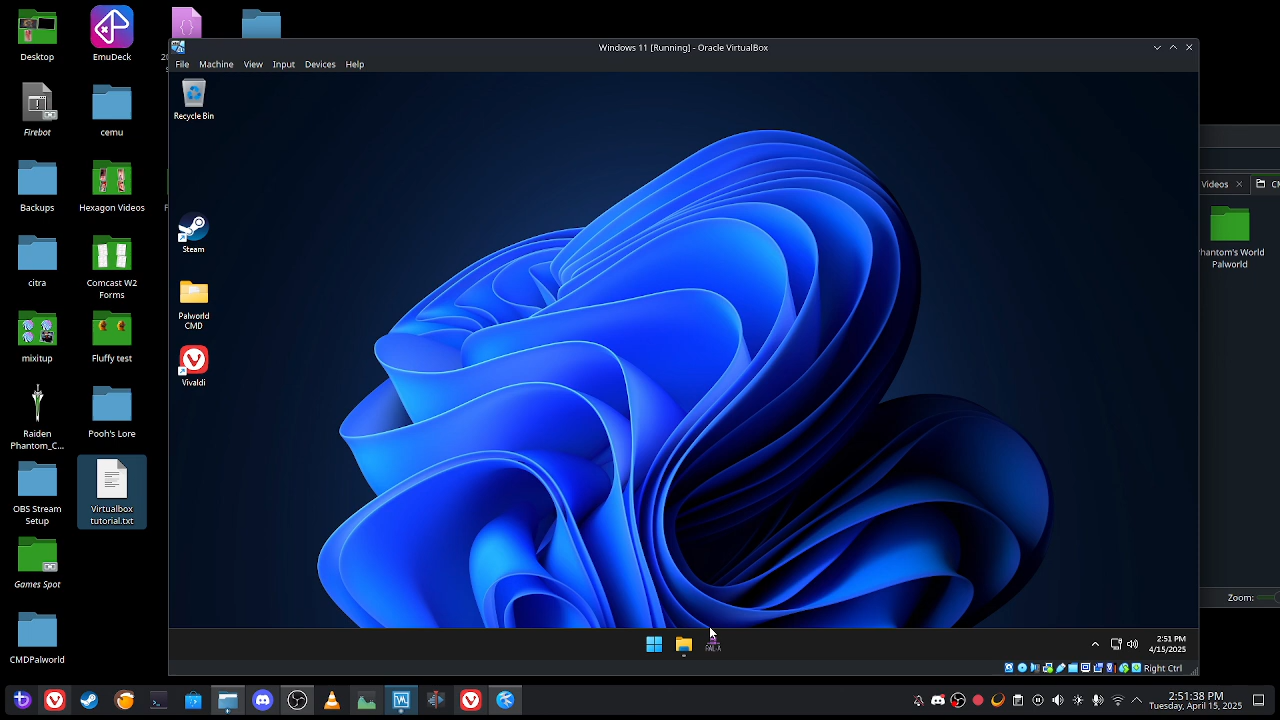 Desktop
EmuDeck
Firebot
cemu
Backups
Hexagon Videos
citra
Comcast W2
Forms
mixitup
Fluffy test
Raiden
Phantom_C...
Pooh's Lore
OBS Stream
Setup
Virtualbox
tutorial.txt
Games Spot
CMDPalworld
Windows 11 [Running] - Oracle VirtualBox
File Machine View Input Devices Help
Recycle Bin
Steam
Palworld
CMD
Vivaldi
2:51 PM
4/15/2025
Right Ctrl
Videos
hantom's World
Palworld
Zoom:
2:51:38 PM
Tuesday, April 15, 2025